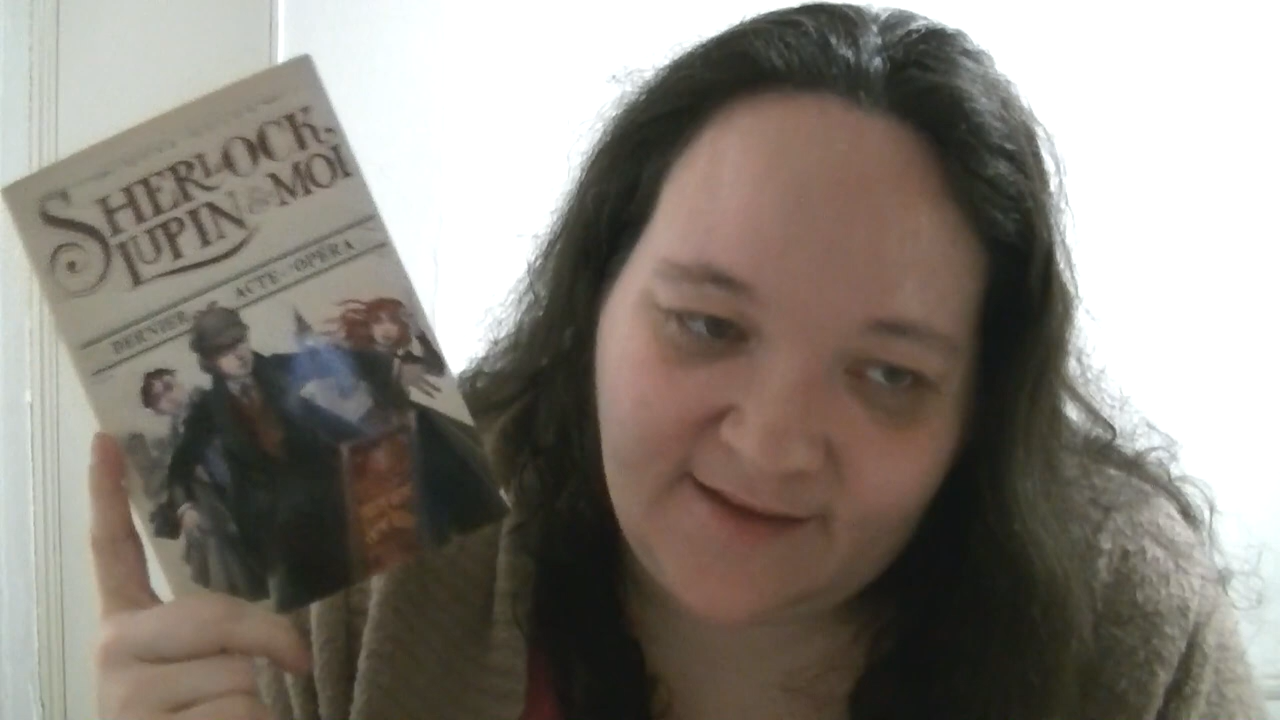 SHERLOCK,
LUPIN & MOI
DERNIER ACTE À L'OPÉRA